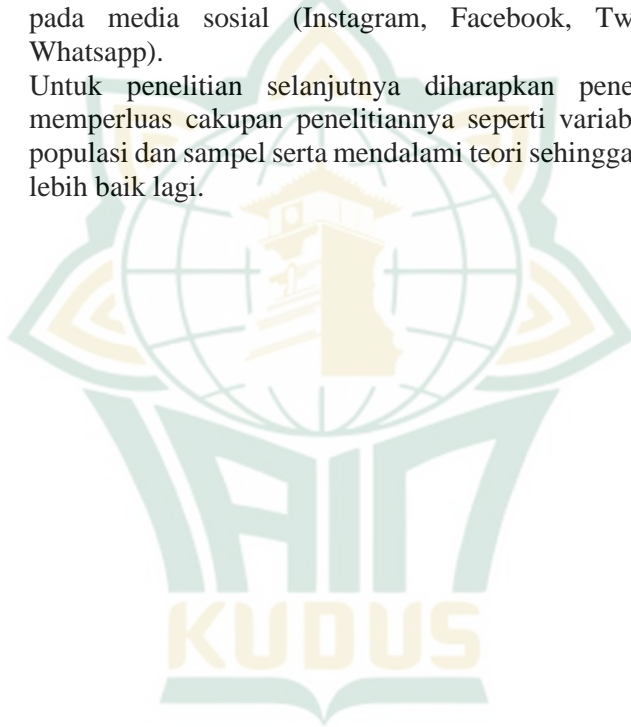 pada media sosial (Instagram, Facebook, Tw
Whatsapp).
Untuk penelitian selanjutnya diharapkan pene
memperluas cakupan penelitiannya seperti variab
populasi dan sampel serta mendalami teori sehingga
lebih baik lagi.
IAIN
KUDUS